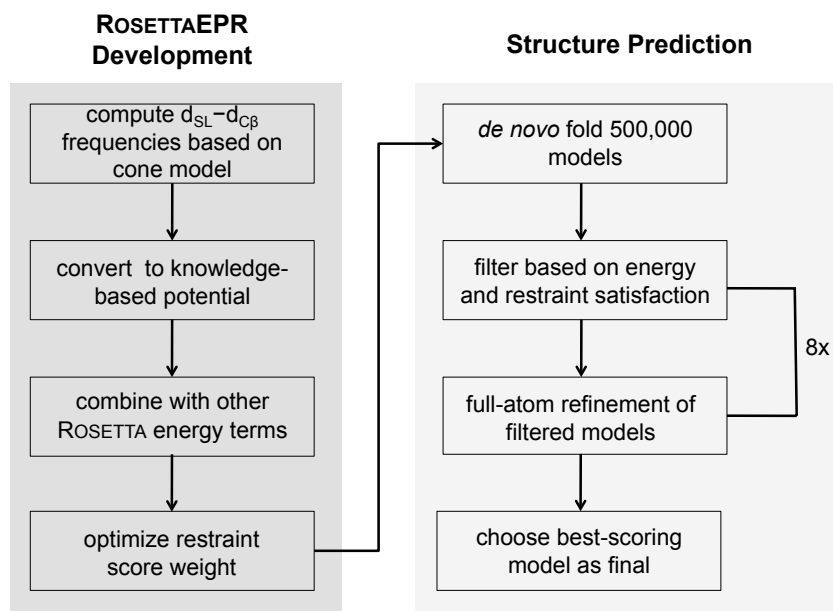 ROSETTAEPR
Development
compute dSL−dCβ
frequencies based on
cone model
convert to knowledge-
based potential
combine with other
ROSETTA energy terms
optimize restraint
score weight
Structure Prediction
de novo fold 500,000
models
filter based on energy
and restraint satisfaction
8x
full-atom refinement of
filtered models
choose best-scoring
model as final